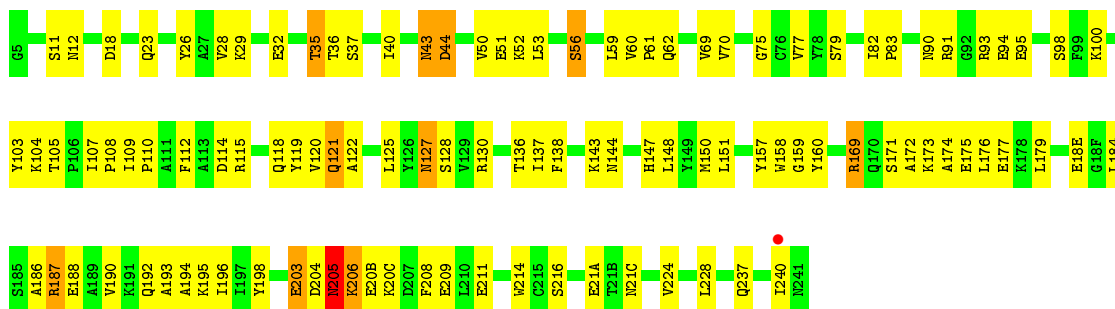 G5 S11 N12 D18 Q23 Y26 A27 V28 K29 E32 T35 T36 S37 I40 N43 D44 V50 E51 K52 L53 S56 L59 V60 P61 Q62 V69 V70 G75 C76 V77 Y78 S79 I82 P83 N90 R91 G92 R93 E94 E95 S98 F99 K100
Y103 K104 T105 P106 I107 P108 I109 P110 A111 F112 A113 D114 R115 Q118 Y119 V120 Q121 A122 L125 Y126 N127 S128 V129 R130 T136 I137 F138 K143 N144 H147 L148 Y149 M150 L151 Y157 W158 G159 Y160 R169 Q170 S171 A172 K173 A174 E175 L176 E177 K178 L179 E18E G18F L184
S185 A186 R187 E188 A189 V190 K191 Q192 A193 A194 K195 I196 I197 Y198 E203 D204 N205 K206 E20B K20C D207 F208 E209 L210 E211 W214 C215 S216 E21A T21B N21C V224 L228 Q237 I240 N241